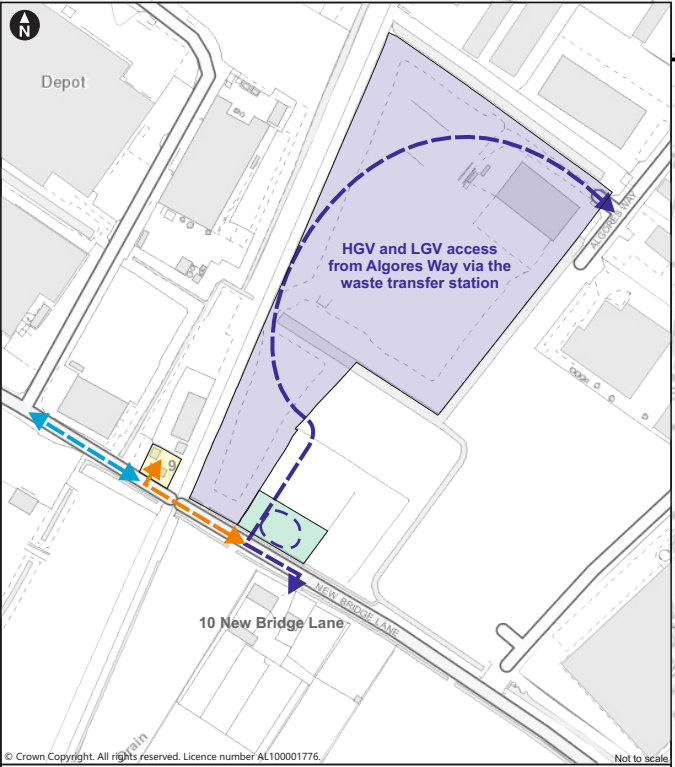 N
Depot
HGV and LGV access
from Algores Way via the
waste transfer station
ALGORES WAY
9
NEW BRIDGE LANE
10 New Bridge Lane
Drain
© Crown Copyright. All rights reserved. Licence number AL100001776.
Not to scale